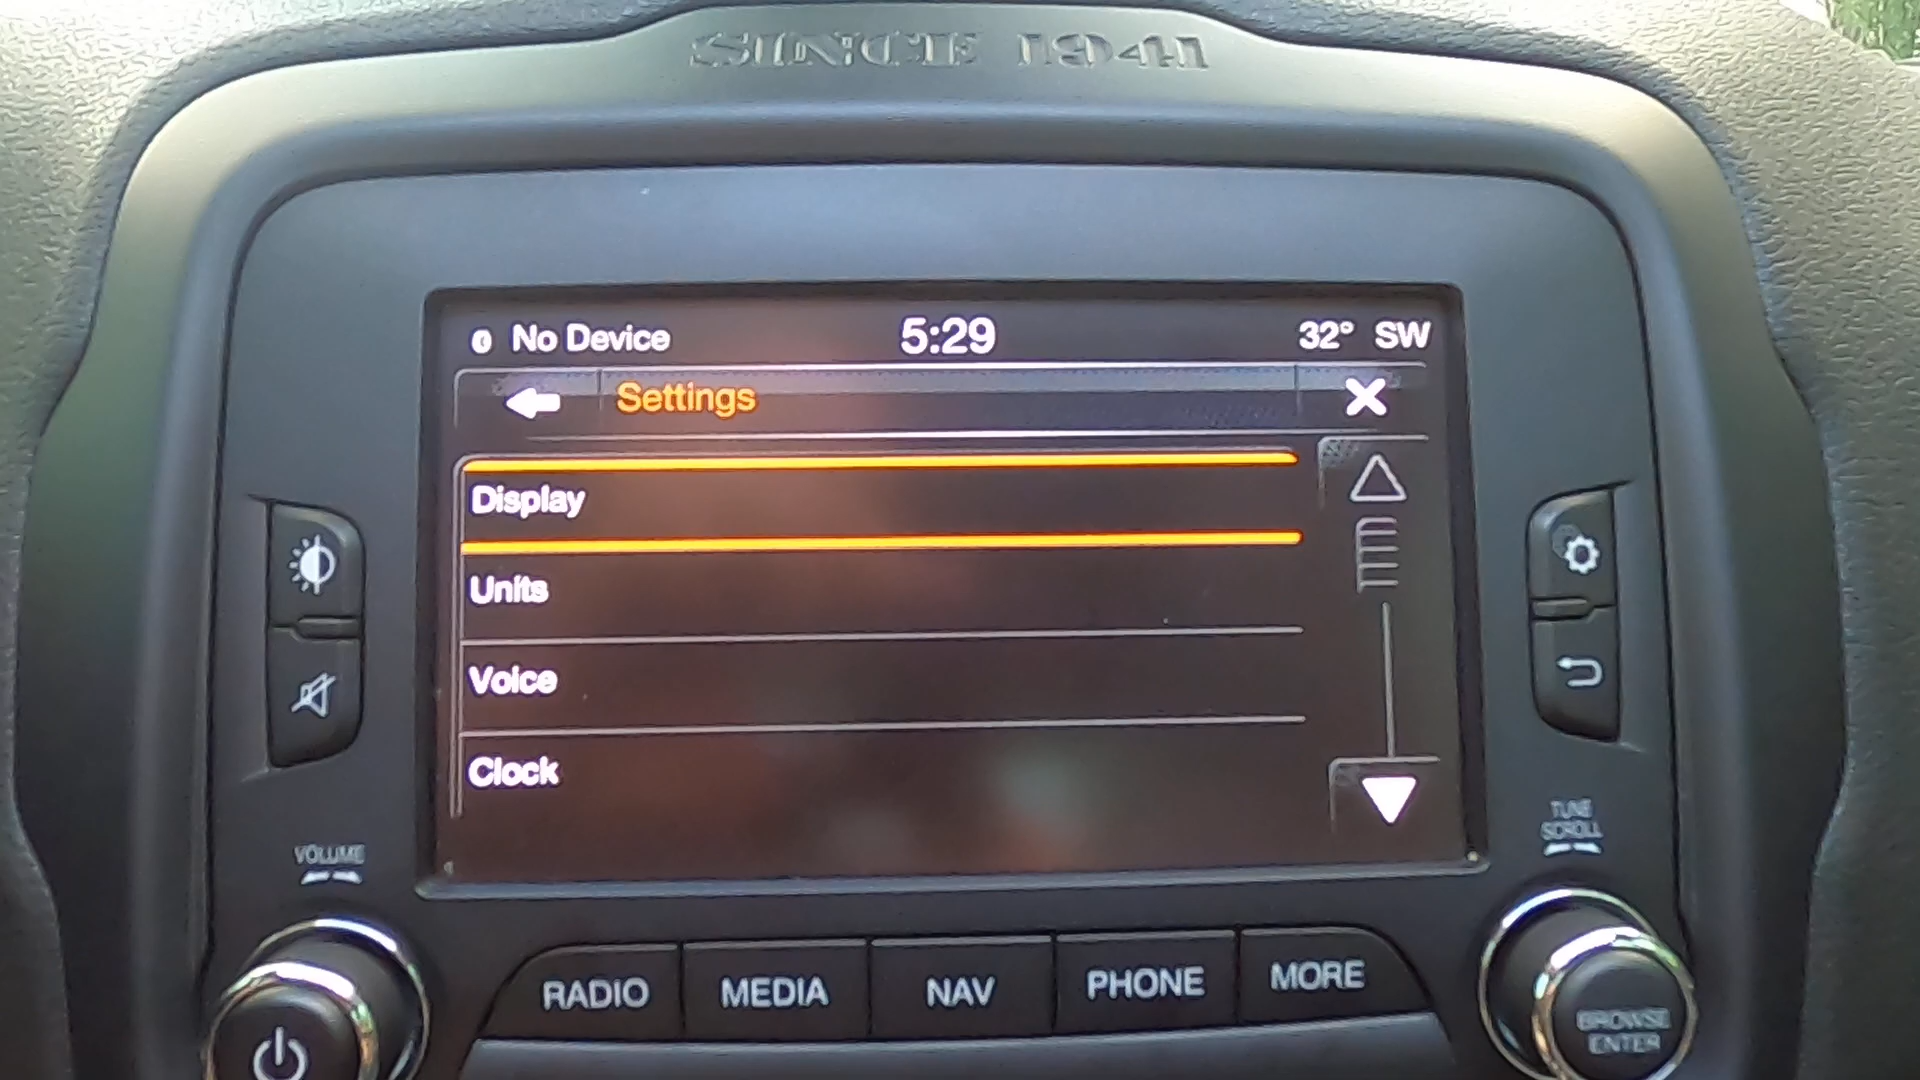 SINCE 1941
No Device 5:29 32° SW
Settings
Display
Units
Voice
Clock
VOLUME
TUNE
SCROLL
RADIO MEDIA NAV PHONE MORE
BROWSE
ENTER